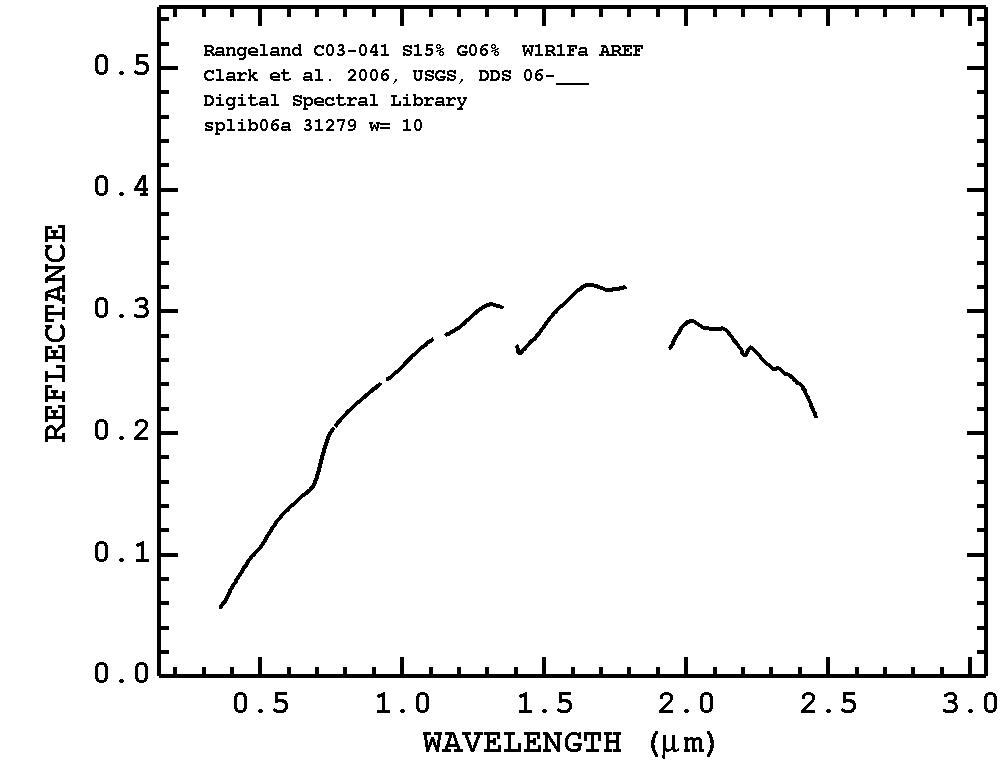 Rangeland C03-041 S15% G06%  W1R1Fa AREF
Clark et al. 2006, USGS, DDS 06-___
Digital Spectral Library
splib06a 31279 w= 10
0.5
0.4
0.3
0.2
0.1
0.0
REFLECTANCE
0.5 1.0 1.5 2.0 2.5 3.0
WAVELENGTH (μm)